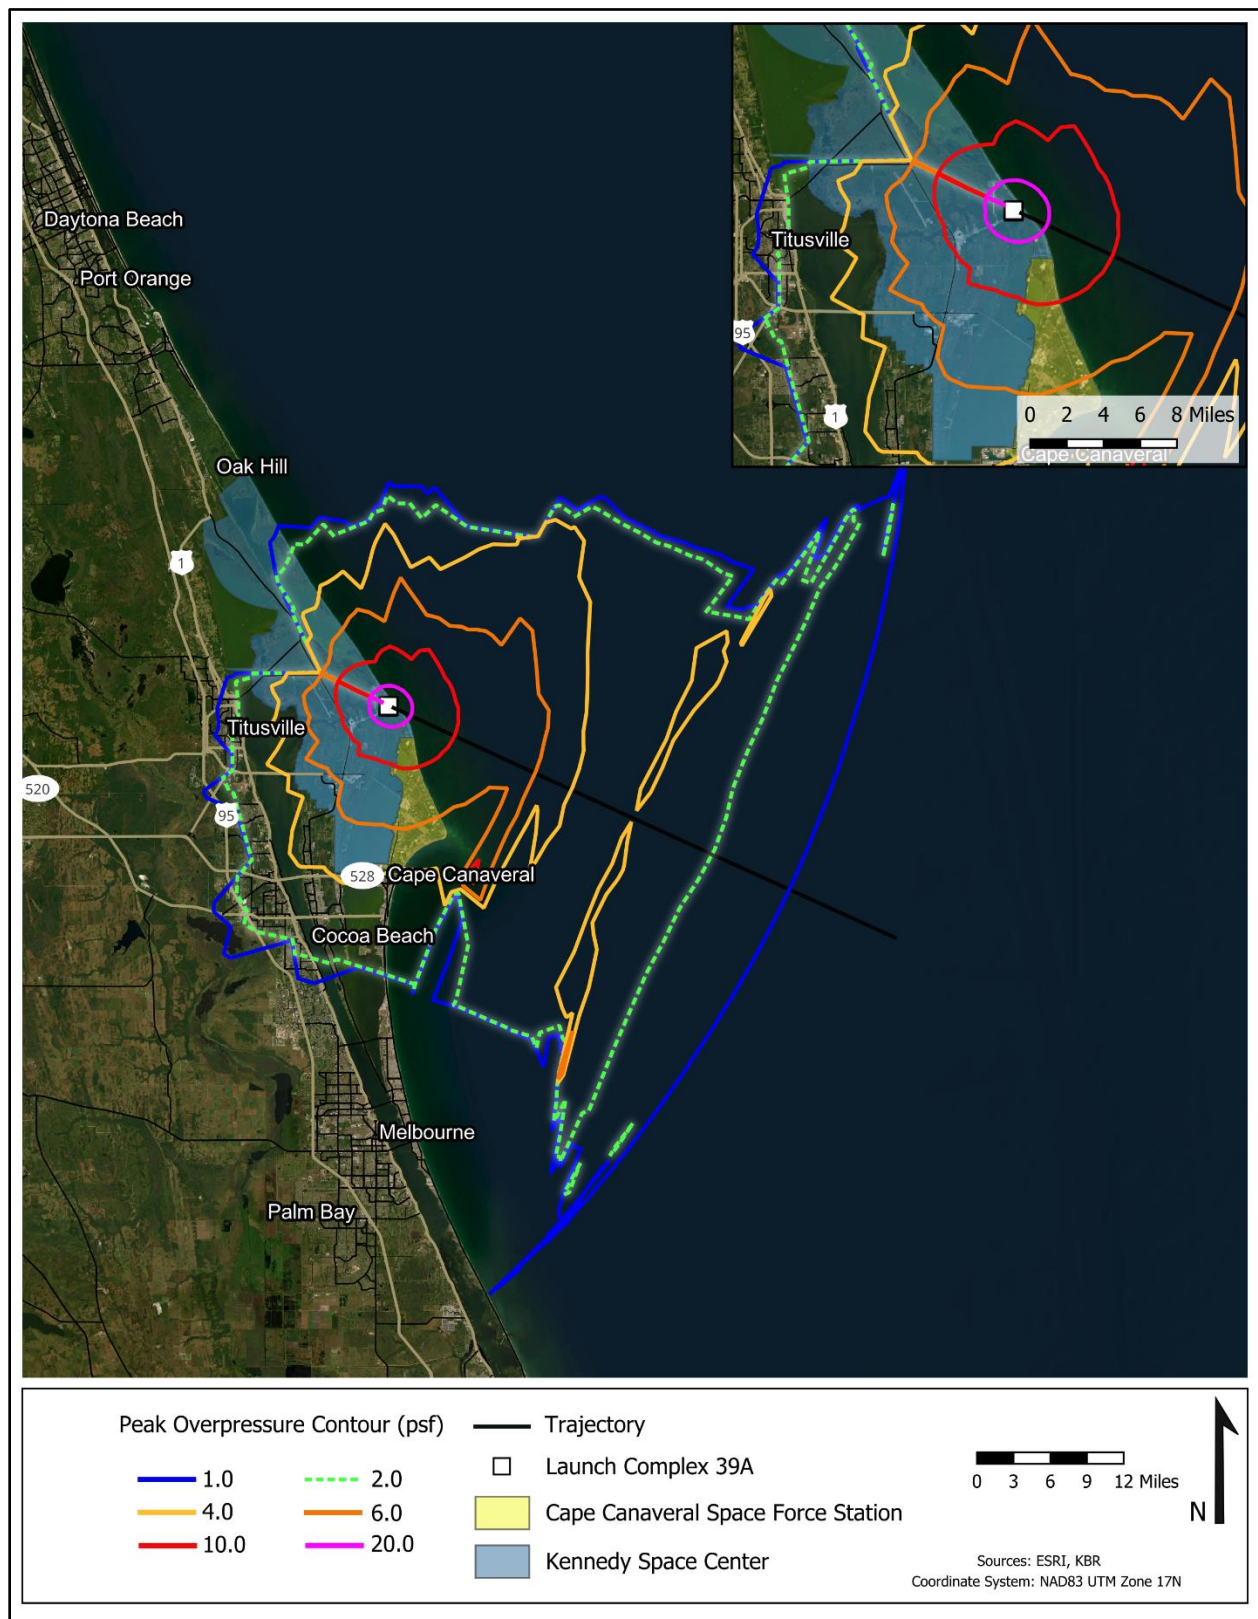 Daytona Beach
Port Orange
Titusville
95
1
0 2 4 6 8 Miles
Cape Canaveral
Oak Hill
1
Titusville
520
95
528
Cape Canaveral
Cocoa Beach
Melbourne
Palm Bay
Peak Overpressure Contour (psf)
1.0
2.0
4.0
6.0
10.0
20.0
Trajectory
Launch Complex 39A
Cape Canaveral Space Force Station
Kennedy Space Center
0 3 6 9 12 Miles
N
Sources: ESRI, KBR
Coordinate System: NAD83 UTM Zone 17N